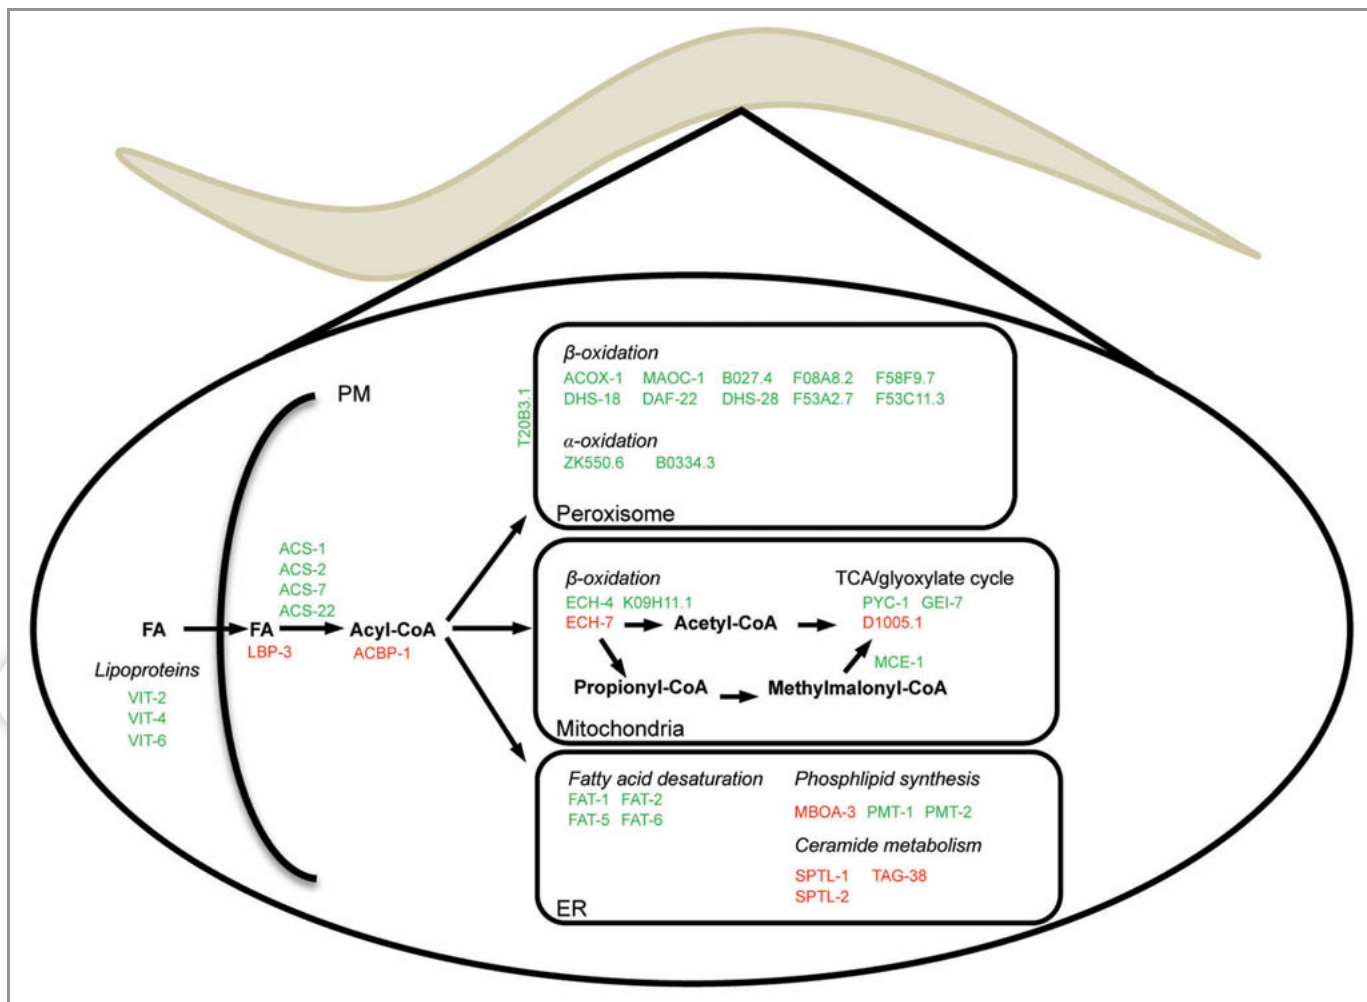 PM
T20B3.1
β-oxidation
ACOX-1 MAOC-1 B027.4 F08A8.2 F58F9.7
DHS-18 DAF-22 DHS-28 F53A2.7 F53C11.3
α-oxidation
ZK550.6 B0334.3
Peroxisome
ACS-1
ACS-2
ACS-7
ACS-22
FA FA Acyl-CoA
LBP-3 ACBP-1
Lipoproteins
VIT-2
VIT-4
VIT-6
β-oxidation TCA/glyoxylate cycle
ECH-4 K09H11.1 PYC-1 GEI-7
ECH-7 Acetyl-CoA D1005.1
MCE-1
Propionyl-CoA Methylmalonyl-CoA
Mitochondria
Fatty acid desaturation Phosphlipid synthesis
FAT-1 FAT-2
FAT-5 FAT-6
MBOA-3 PMT-1 PMT-2
Ceramide metabolism
SPTL-1 TAG-38
SPTL-2
ER